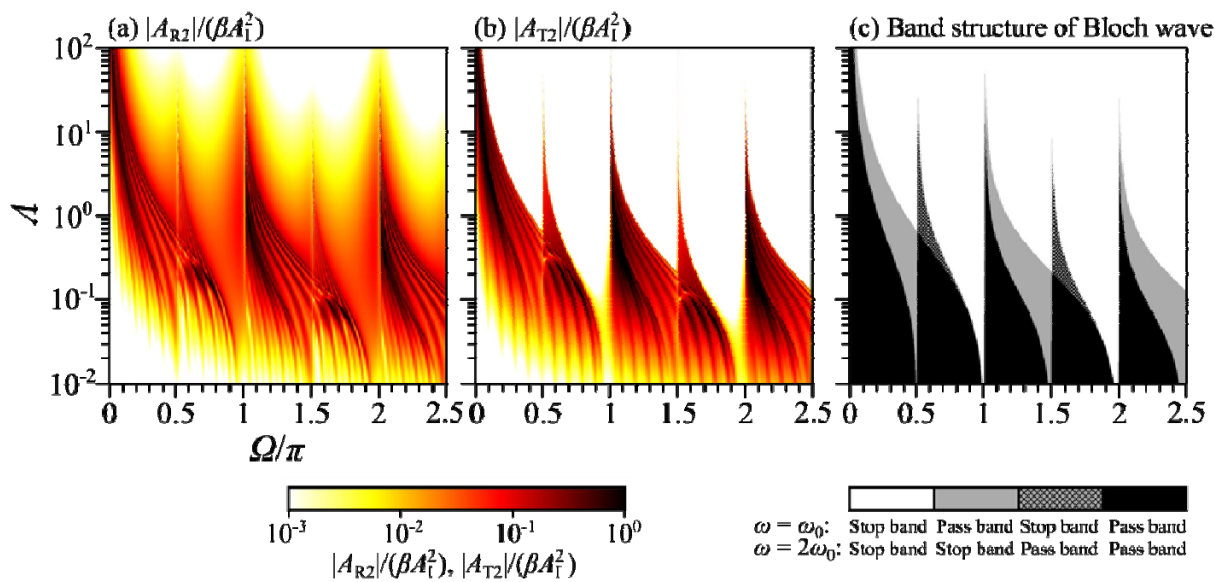 (a) |A_R2|/(βA_I^2)
(b) |A_T2|/(βA_I^2)
(c) Band structure of Bloch wave
10^2
10^1
10^0
10^-1
10^-2
Λ
0 0.5 1 1.5 2 2.5
0 0.5 1 1.5 2 2.5
0 0.5 1 1.5 2 2.5
Ω/π
10^-3 10^-2 10^-1 10^0
|A_R2|/(βA_I^2), |A_T2|/(βA_I^2)
ω = ω_0: Stop band Pass band Stop band Pass band
ω = 2ω_0: Stop band Stop band Pass band Pass band